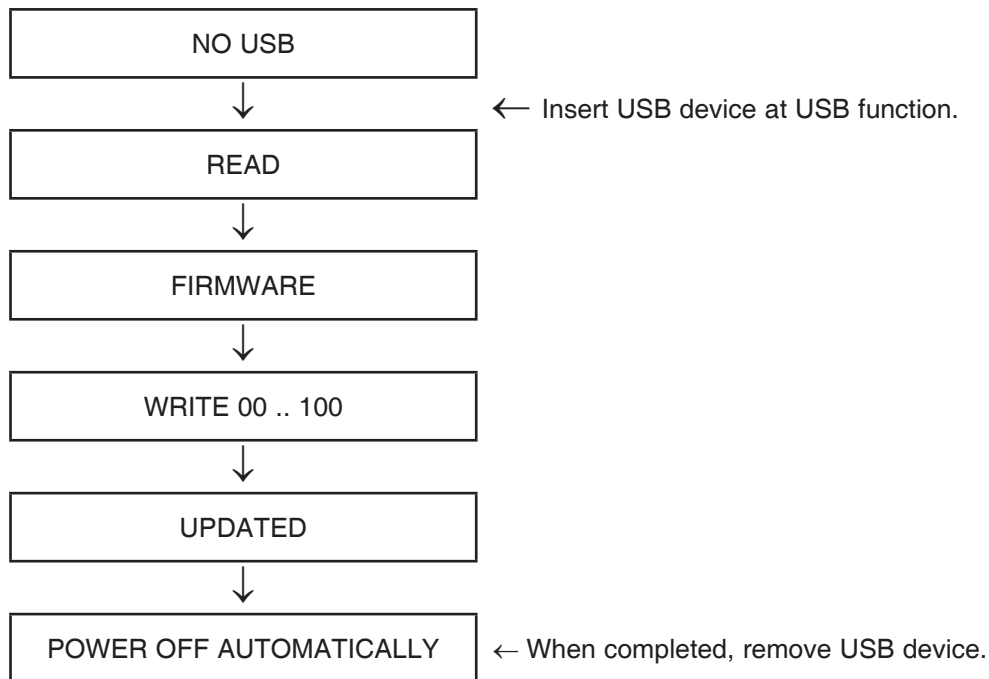 NO USB
↓
← Insert USB device at USB function.
READ
↓
FIRMWARE
↓
WRITE 00 .. 100
↓
UPDATED
↓
POWER OFF AUTOMATICALLY ← When completed, remove USB device.